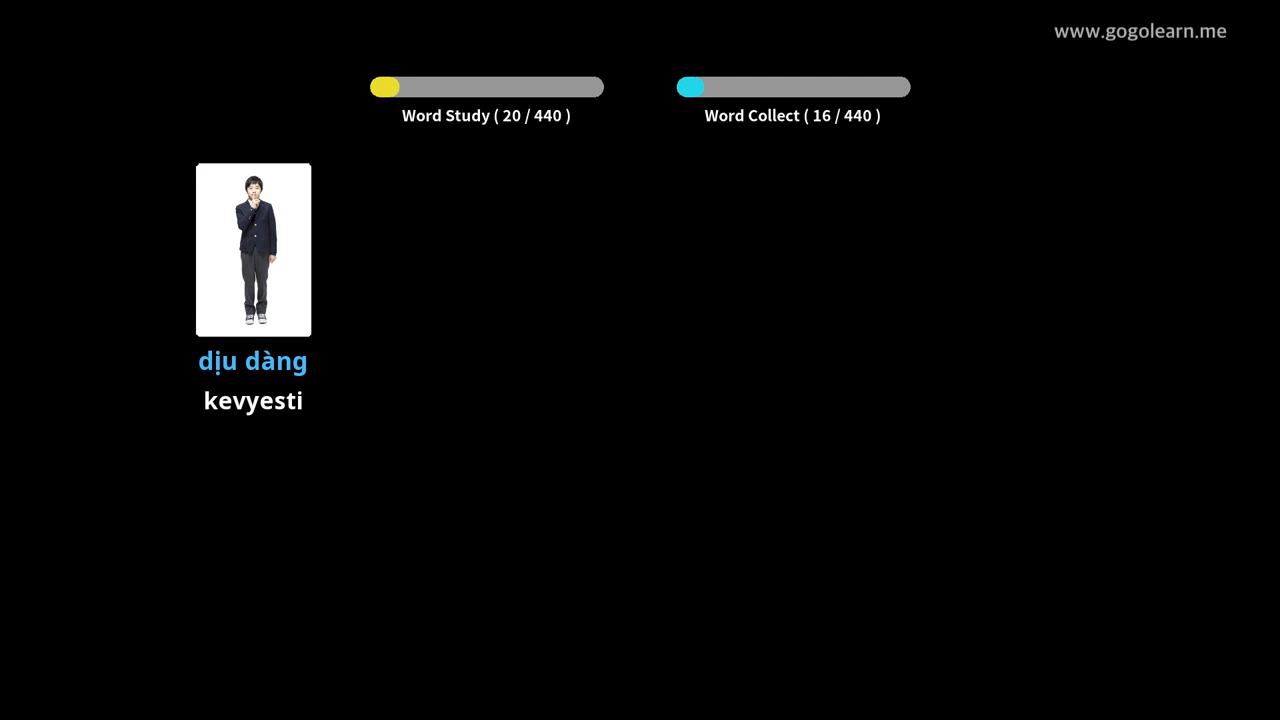 www.gogolearn.me
Word Study ( 20 / 440 )
Word Collect ( 16 / 440 )
dịu dàng
kevyesti